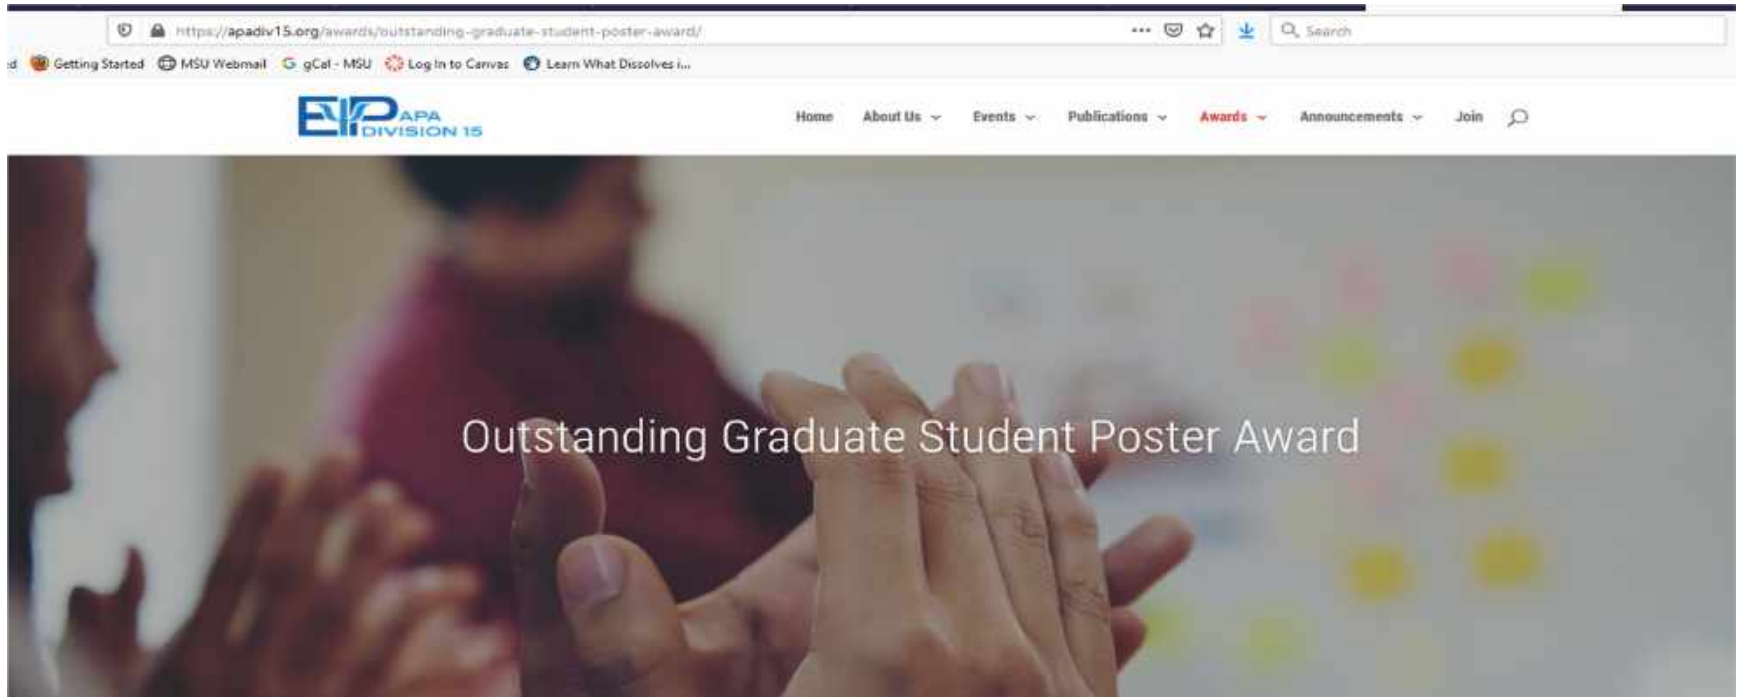 https://apadiv15.org/awards/outstanding-graduate-student-poster-award/
Search
Getting Started MSU Webmail gCal - MSU Log In to Canvas Learn What Dissolves i...
APA
DIVISION 15
Home About Us Events Publications Awards Announcements Join
Outstanding Graduate Student Poster Award